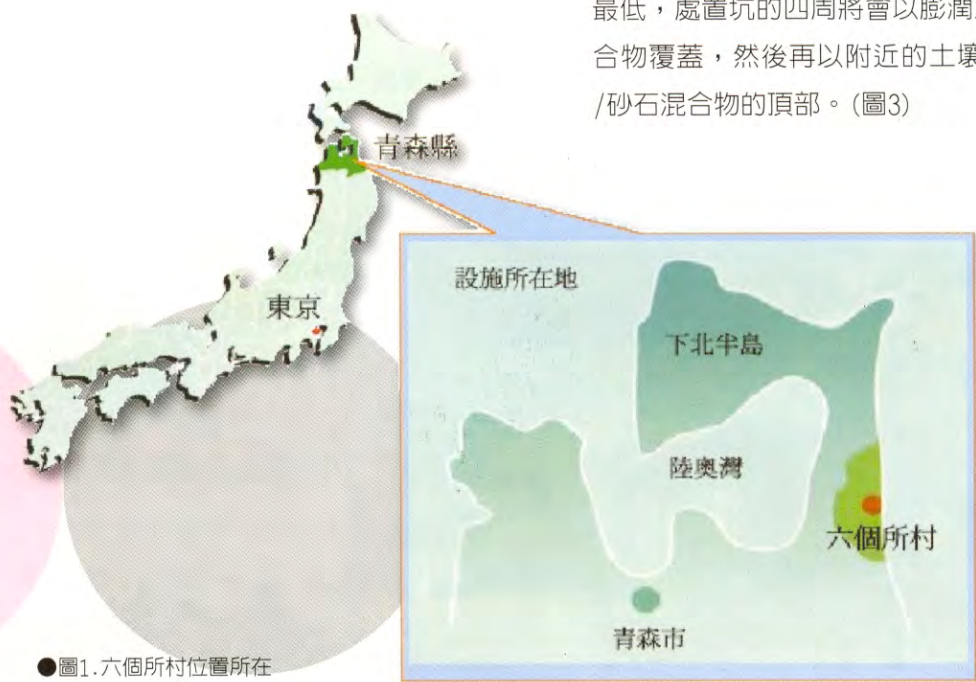 最低，處置坑的四周將會以膨潤
合物覆蓋，然後再以附近的土壤
/砂石混合物的頂部。(圖3)
青森縣
東京
設施所在地
下北半島
陸奧灣
六個所村
青森市
●圖1.六個所村位置所在